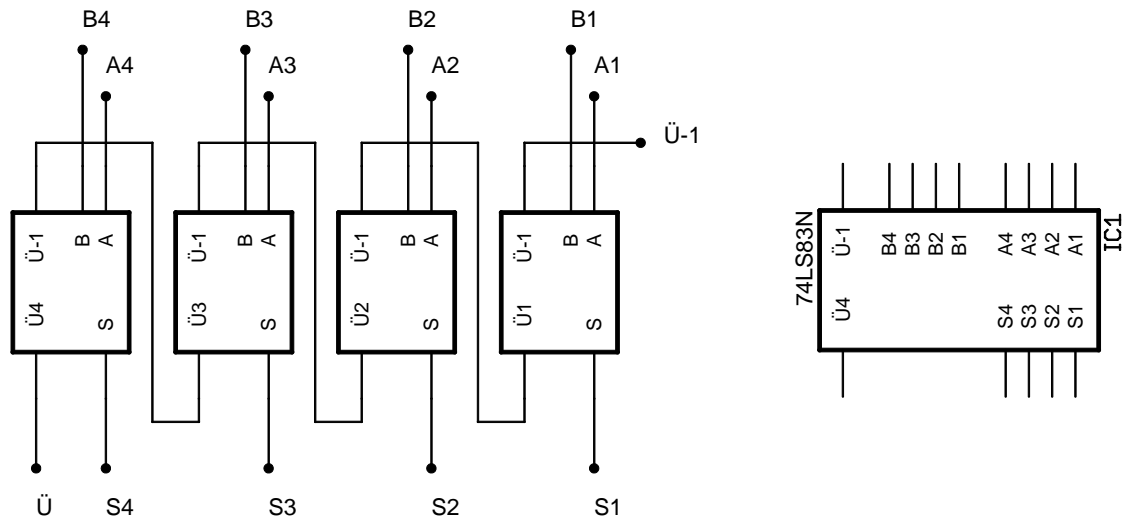 B4 B3 B2 B1
A4 A3 A2 A1
Ü-1
Ü-1 B A Ü-1 B A Ü-1 B A Ü-1 B A
Ü4 S Ü3 S Ü2 S Ü1 S
Ü S4 S3 S2 S1
74LS83N
Ü-1 B4 B3 B2 B1 A4 A3 A2 A1
Ü4 S4 S3 S2 S1
IC1